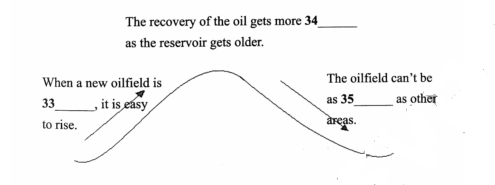 The recovery of the oil gets more 34______
as the reservoir gets older.
When a new oilfield is
33______, it is easy
to rise.
The oilfield can't be
as 35______ as other
areas.